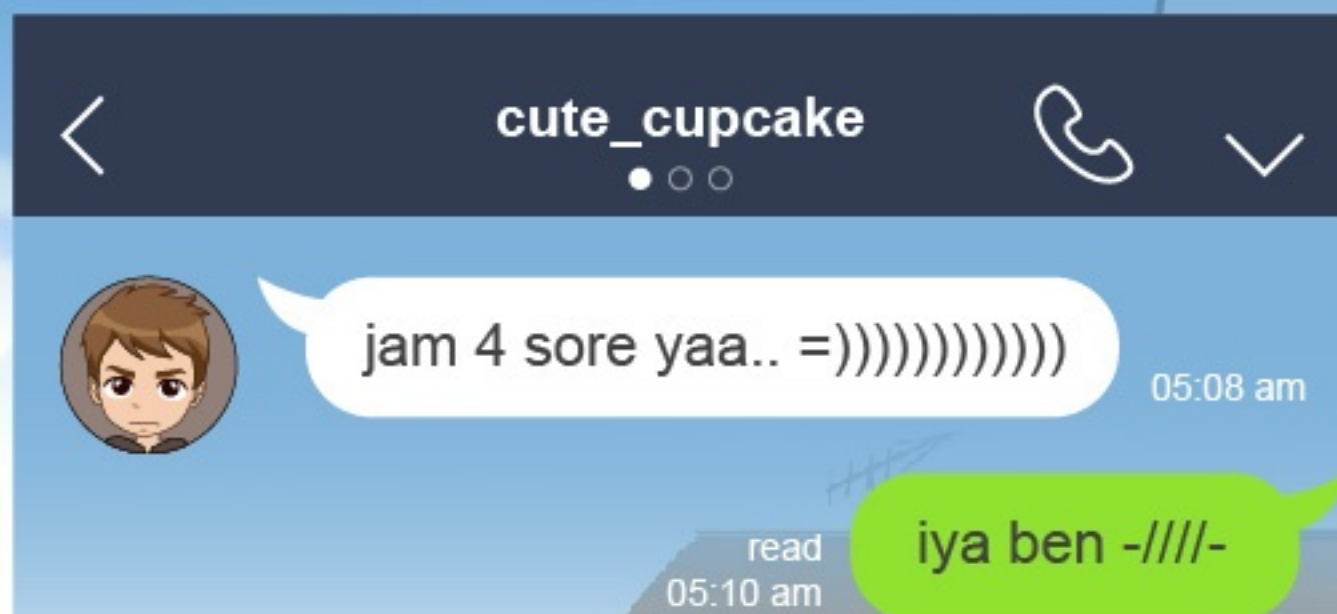 cute_cupcake
jam 4 sore yaa.. =))))))))))))
05:08 am
iya ben -////-
read
05:10 am